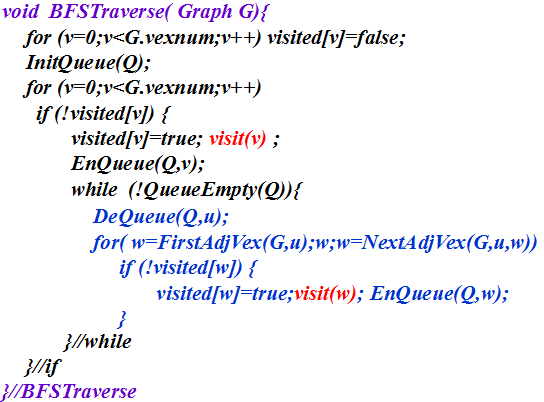 void BFSTraverse( Graph G){
for (v=0;v<G.vexnum;v++) visited[v]=false;
InitQueue(Q);
for (v=0;v<G.vexnum;v++)
if (!visited[v]) {
visited[v]=true; visit(v) ;
EnQueue(Q,v);
while (!QueueEmpty(Q)){
DeQueue(Q,u);
for( w=FirstAdjVex(G,u);w;w=NextAdjVex(G,u,w))
if (!visited[w]) {
visited[w]=true;visit(w); EnQueue(Q,w);
}
}//while
}//if
}//BFSTraverse